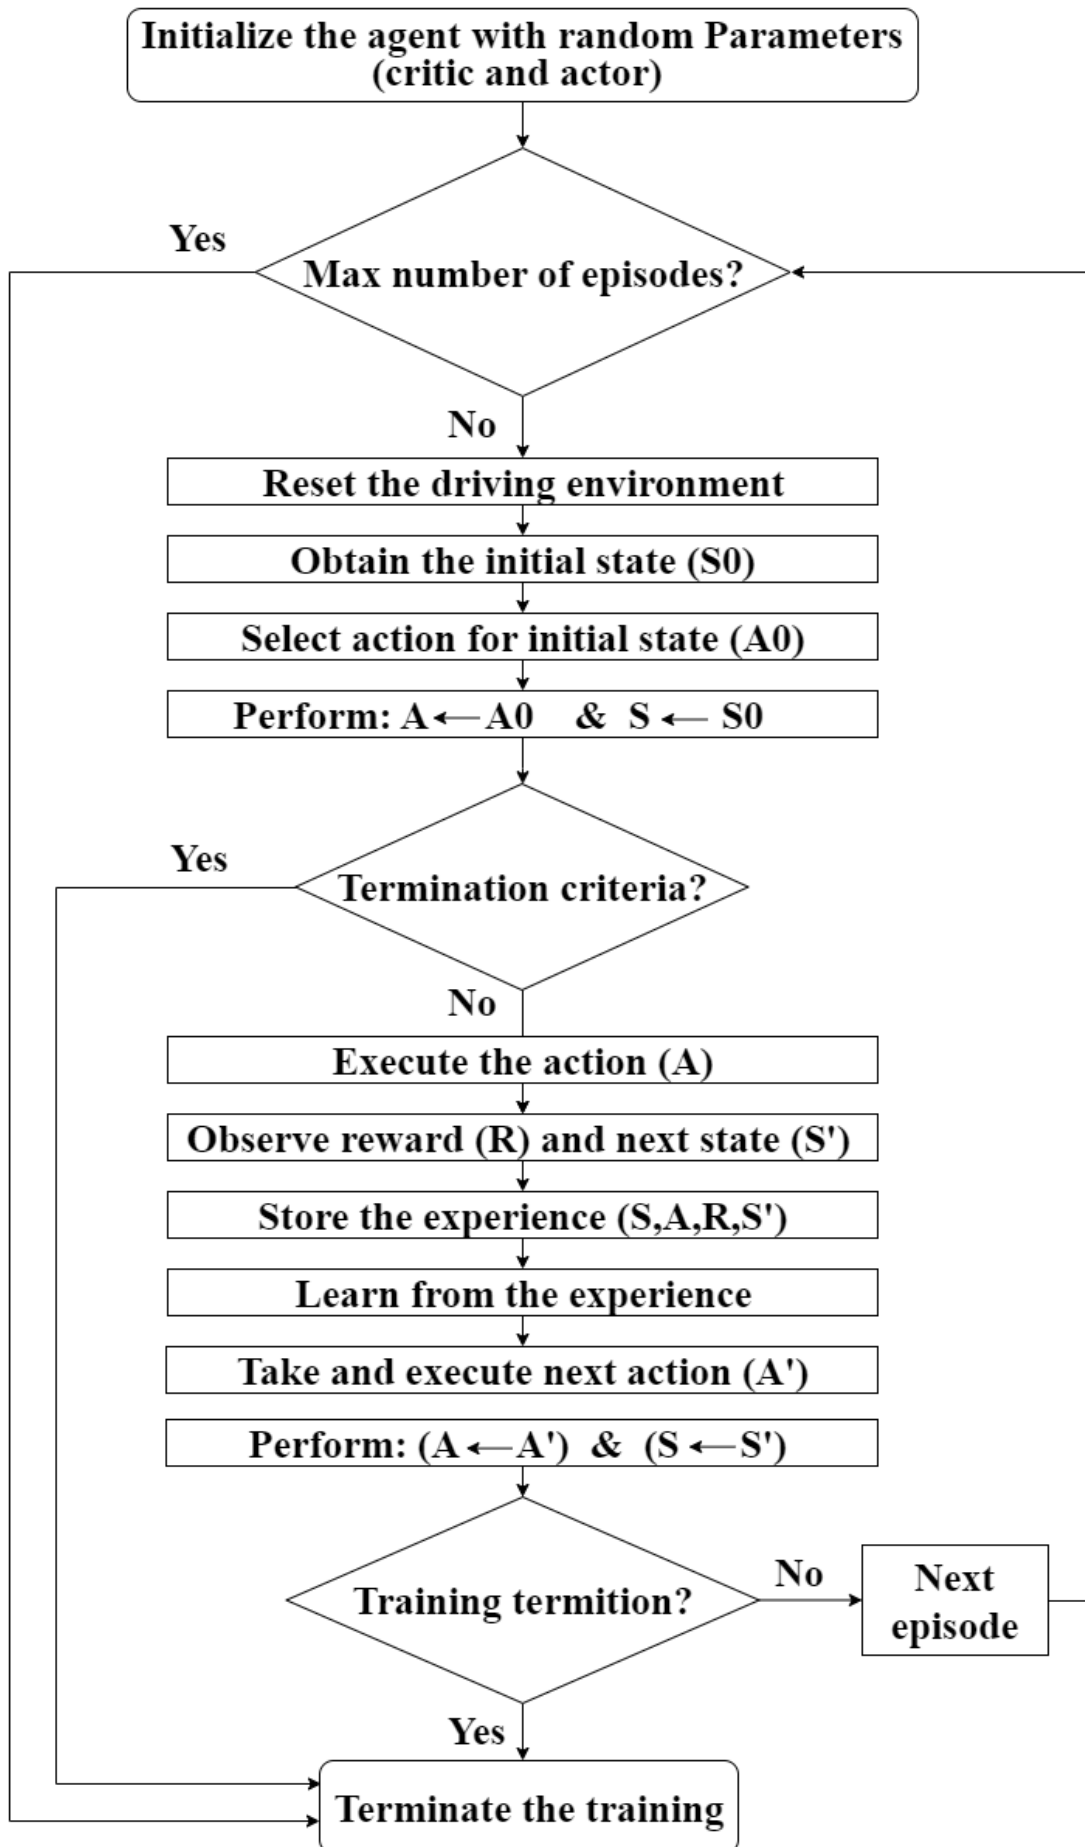 Initialize the agent with random Parameters
(critic and actor)
Yes
Max number of episodes?
No
Reset the driving environment
Obtain the initial state (S0)
Select action for initial state (A0)
Perform: A ← A0 & S ← S0
Yes
Termination criteria?
No
Execute the action (A)
Observe reward (R) and next state (S')
Store the experience (S,A,R,S')
Learn from the experience
Take and execute next action (A')
Perform: (A ← A') & (S ← S')
Training termition?
No
Next
episode
Yes
Terminate the training